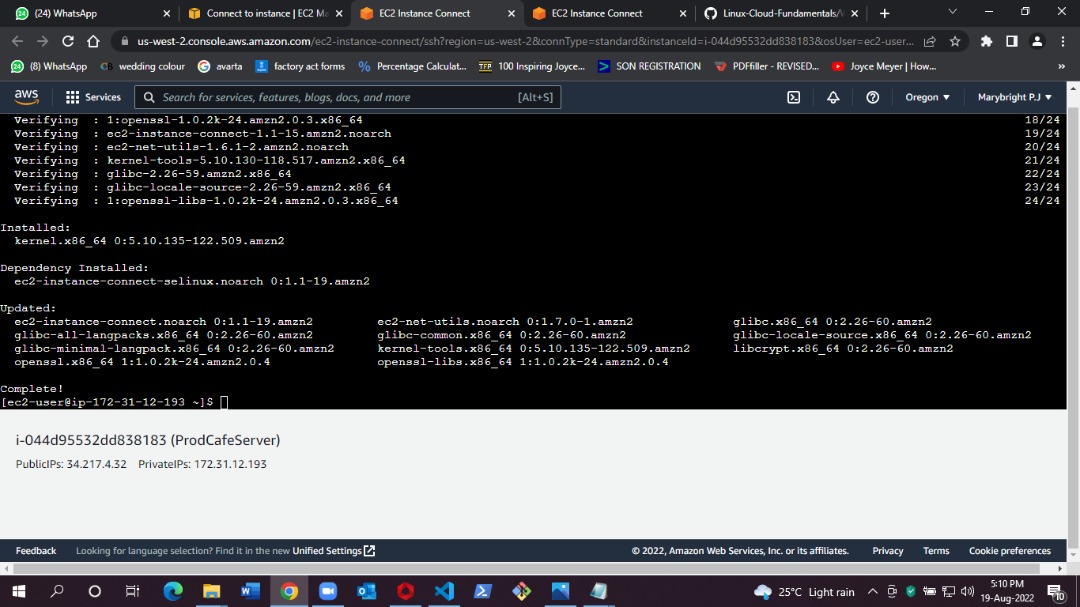 (24) WhatsApp
Connect to instance | EC2 Ma
EC2 Instance Connect
EC2 Instance Connect
Linux-Cloud-Fundamentals/
us-west-2.console.aws.amazon.com/ec2-instance-connect/ssh?region=us-west-2&connType=standard&instanceId=i-044d95532dd838183&osUser=ec2-user...
(8) WhatsApp
wedding colour
avarta
factory act forms
Percentage Calculat...
100 Inspiring Joyce...
SON REGISTRATION
PDFfiller - REVISED...
Joyce Meyer | How...
»
aws
Services
Search for services, features, blogs, docs, and more
[Alt+S]
Oregon ▼
Marybright P.J ▼
Verifying : 1:openssl-1.0.2k-24.amzn2.0.3.x86_64 18/24
Verifying : ec2-instance-connect-1.1-15.amzn2.noarch 19/24
Verifying : ec2-net-utils-1.6.1-2.amzn2.noarch 20/24
Verifying : kernel-tools-5.10.130-118.517.amzn2.x86_64 21/24
Verifying : glibc-2.26-59.amzn2.x86_64 22/24
Verifying : glibc-locale-source-2.26-59.amzn2.x86_64 23/24
Verifying : 1:openssl-libs-1.0.2k-24.amzn2.0.3.x86_64 24/24
Installed:
kernel.x86_64 0:5.10.135-122.509.amzn2
Dependency Installed:
ec2-instance-connect-selinux.noarch 0:1.1-19.amzn2
Updated:
ec2-instance-connect.noarch 0:1.1-19.amzn2 ec2-net-utils.noarch 0:1.7.0-1.amzn2 glibc.x86_64 0:2.26-60.amzn2
glibc-all-langpacks.x86_64 0:2.26-60.amzn2 glibc-common.x86_64 0:2.26-60.amzn2 glibc-locale-source.x86_64 0:2.26-60.amzn2
glibc-minimal-langpack.x86_64 0:2.26-60.amzn2 kernel-tools.x86_64 0:5.10.135-122.509.amzn2 libcrypt.x86_64 0:2.26-60.amzn2
openssl.x86_64 1:1.0.2k-24.amzn2.0.4 openssl-libs.x86_64 1:1.0.2k-24.amzn2.0.4
Complete!
[ec2-user@ip-172-31-12-193 ~]$
i-044d95532dd838183 (ProdCafeServer)
PublicIPs: 34.217.4.32 PrivateIPs: 172.31.12.193
Feedback
Looking for language selection? Find it in the new Unified Settings
© 2022, Amazon Web Services, Inc. or its affiliates.
Privacy
Terms
Cookie preferences
25°C Light rain
5:10 PM
19-Aug-2022
10